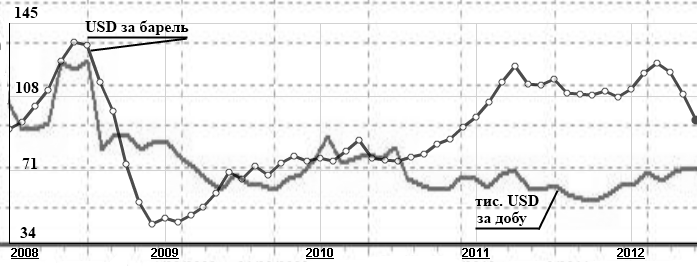 145
USD за барель
108
71
тис. USD
за добу
34
2008 2009 2010 2011 2012